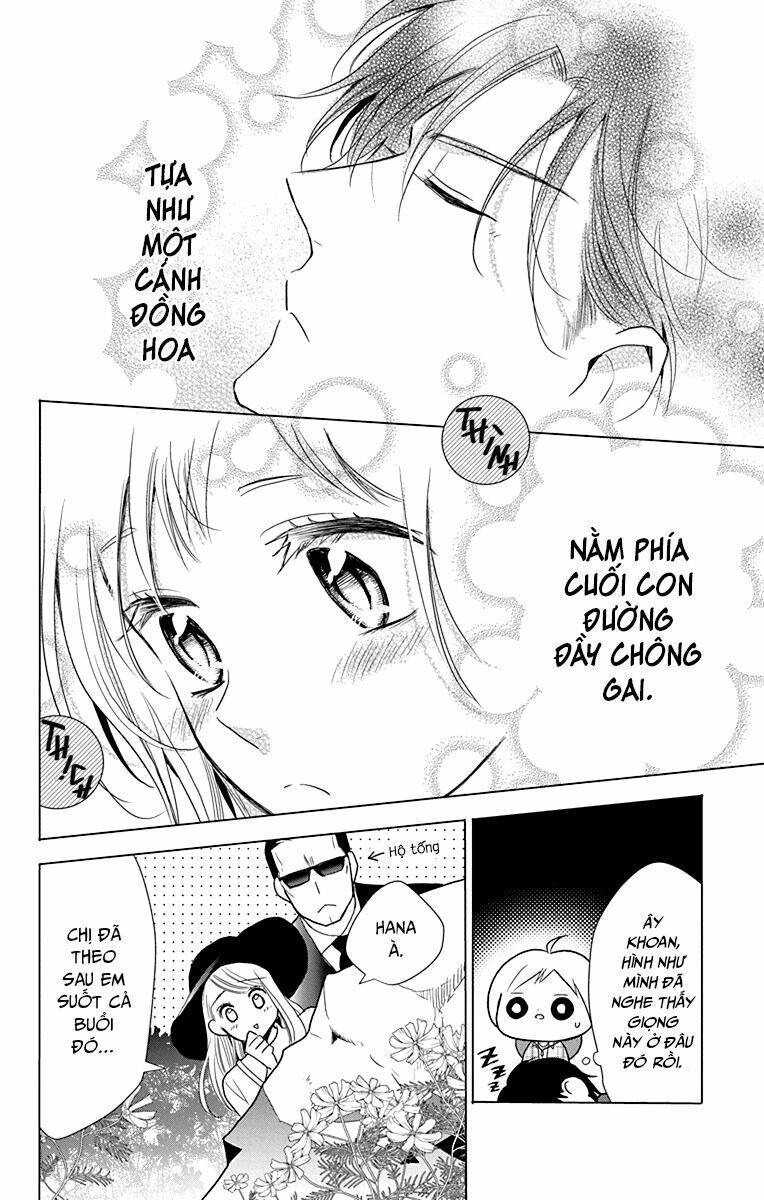 TỰA
NHƯ
MỘT
CÁNH
ĐỒNG
HOA
THÌNH
NẰM PHÍA
CUỐI CON
ĐƯỜNG
ĐẦY CHÔNG
GAI.
THỊCH
ÂY
KHOAN,
HÌNH NHƯ
MÌNH ĐÃ
NGHE THẤY
GIỌNG
NÀY Ở ĐÂU
ĐÓ RỒI.
ZZZZ
Hộ tống
HANA
À.
CHỊ ĐÃ
THEO
SAU EM
SUỐT CẢ
BUỔI
ĐÓ...